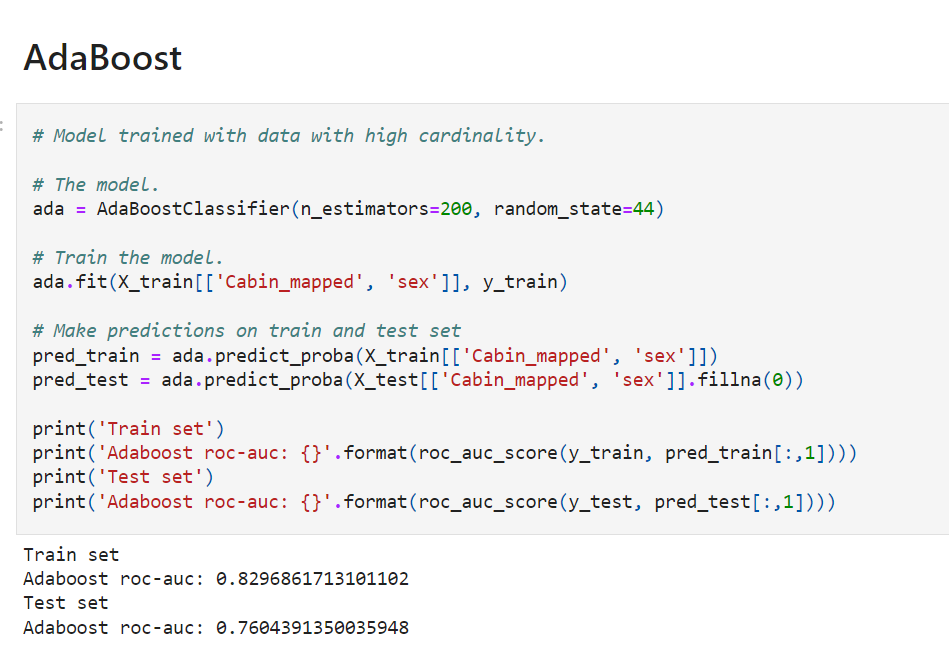 AdaBoost
:
# Model trained with data with high cardinality.
# The model.
ada = AdaBoostClassifier(n_estimators=200, random_state=44)
# Train the model.
ada.fit(X_train[['Cabin_mapped', 'sex']], y_train)
# Make predictions on train and test set
pred_train = ada.predict_proba(X_train[['Cabin_mapped', 'sex']])
pred_test = ada.predict_proba(X_test[['Cabin_mapped', 'sex']].fillna(0))
print('Train set')
print('Adaboost roc-auc: {}'.format(roc_auc_score(y_train, pred_train[:,1])))
print('Test set')
print('Adaboost roc-auc: {}'.format(roc_auc_score(y_test, pred_test[:,1])))
Train set
Adaboost roc-auc: 0.8296861713101102
Test set
Adaboost roc-auc: 0.7604391350035948